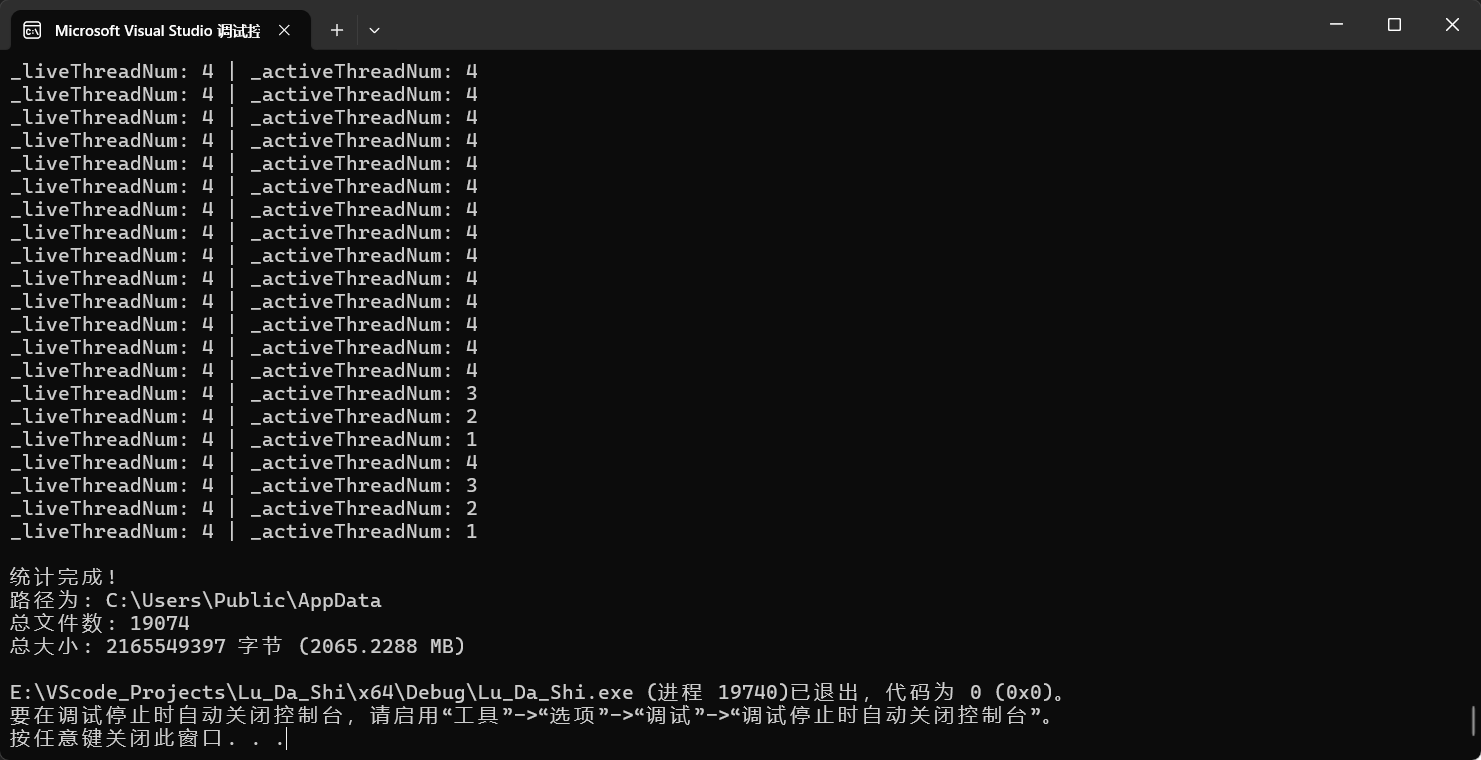 Microsoft Visual Studio 调试控
_liveThreadNum: 4 | _activeThreadNum: 4
_liveThreadNum: 4 | _activeThreadNum: 4
_liveThreadNum: 4 | _activeThreadNum: 4
_liveThreadNum: 4 | _activeThreadNum: 4
_liveThreadNum: 4 | _activeThreadNum: 4
_liveThreadNum: 4 | _activeThreadNum: 4
_liveThreadNum: 4 | _activeThreadNum: 4
_liveThreadNum: 4 | _activeThreadNum: 4
_liveThreadNum: 4 | _activeThreadNum: 4
_liveThreadNum: 4 | _activeThreadNum: 4
_liveThreadNum: 4 | _activeThreadNum: 4
_liveThreadNum: 4 | _activeThreadNum: 4
_liveThreadNum: 4 | _activeThreadNum: 4
_liveThreadNum: 4 | _activeThreadNum: 4
_liveThreadNum: 4 | _activeThreadNum: 3
_liveThreadNum: 4 | _activeThreadNum: 2
_liveThreadNum: 4 | _activeThreadNum: 1
_liveThreadNum: 4 | _activeThreadNum: 4
_liveThreadNum: 4 | _activeThreadNum: 3
_liveThreadNum: 4 | _activeThreadNum: 2
_liveThreadNum: 4 | _activeThreadNum: 1
统计完成!
路径为: C:\Users\Public\AppData
总文件数: 19074
总大小: 2165549397 字节 (2065.2288 MB)
E:\VScode_Projects\Lu_Da_Shi\x64\Debug\Lu_Da_Shi.exe (进程 19740)已退出，代码为 0 (0x0)。
要在调试停止时自动关闭控制台，请启用“工具”->“选项”->“调试”->“调试停止时自动关闭控制台”。
按任意键关闭此窗口. . .